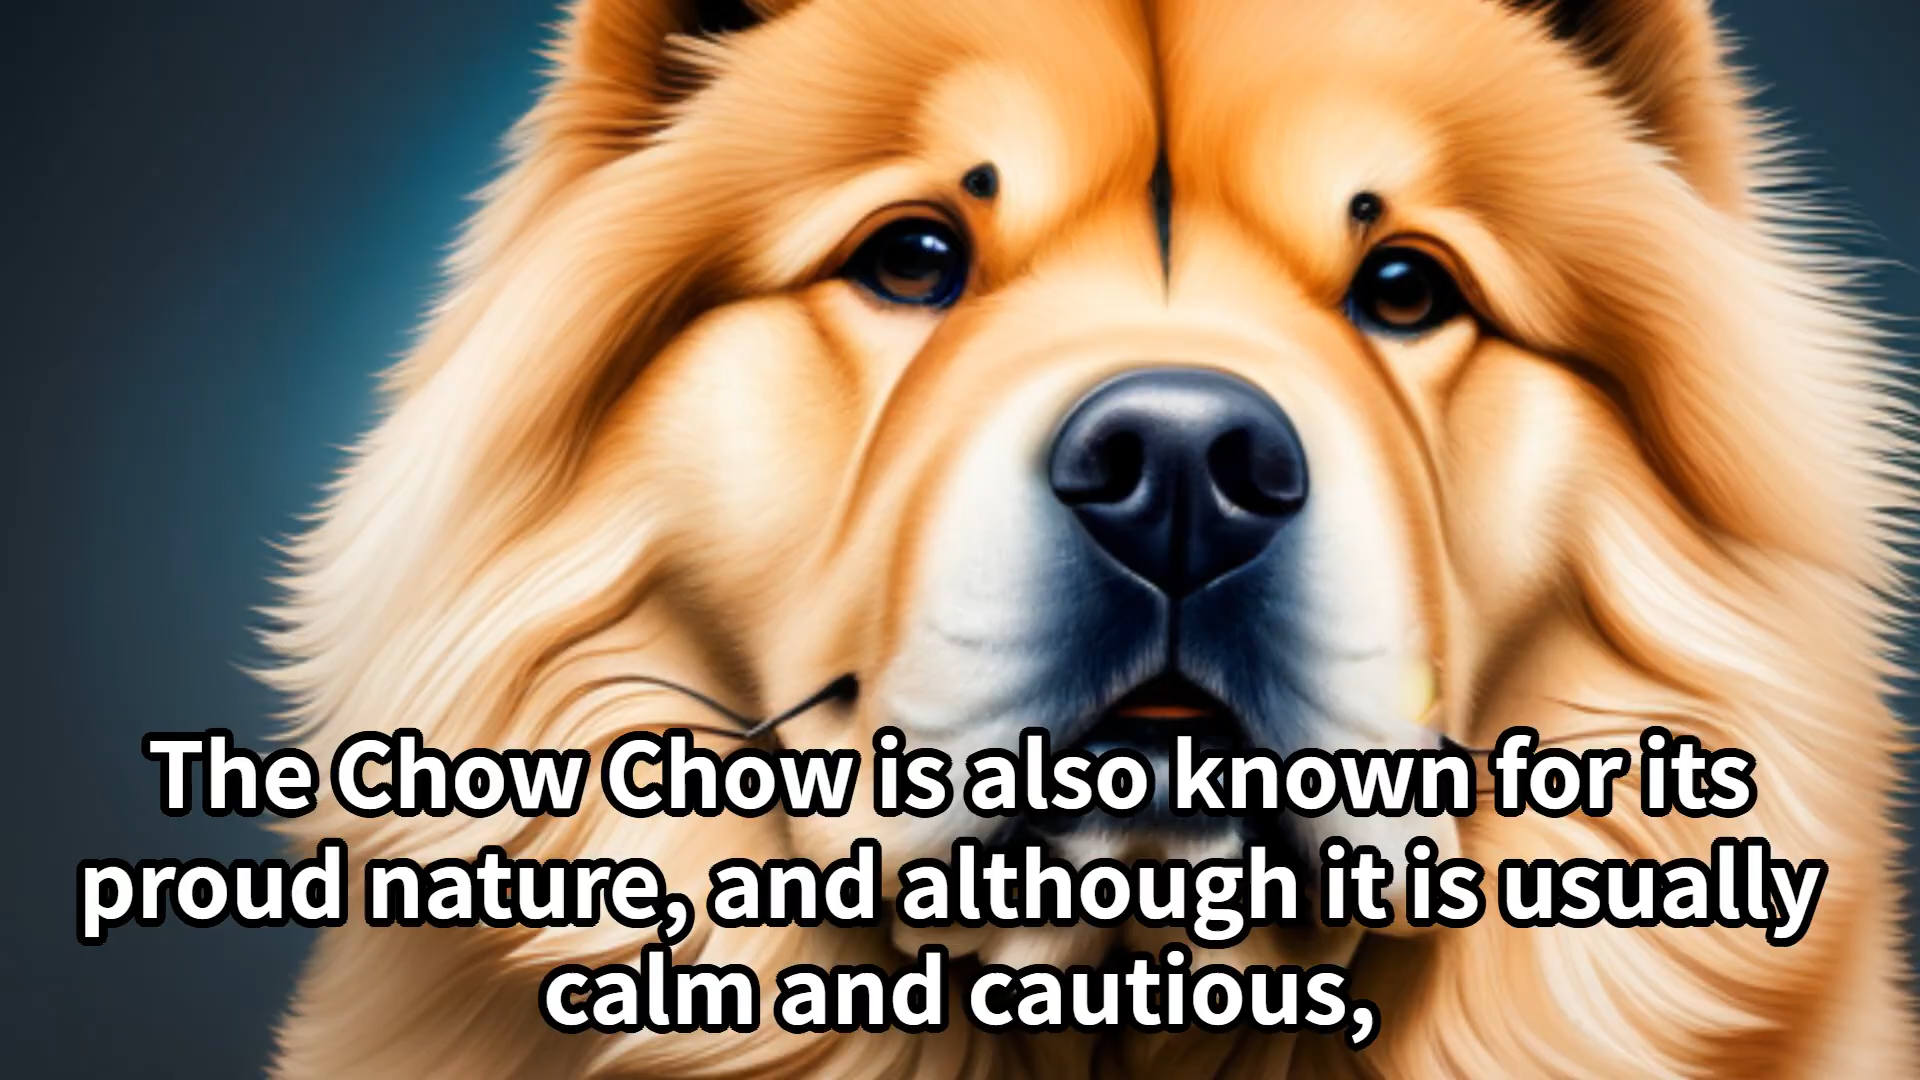 The Chow Chow is also known for its
proud nature, and although it is usually
calm and cautious,